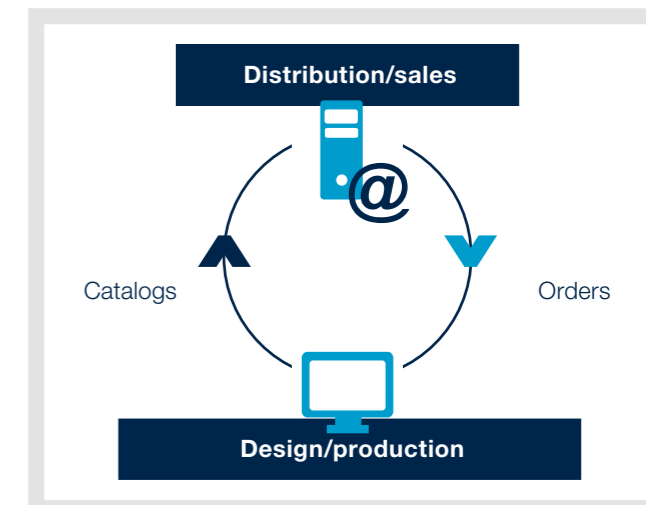 Distribution/sales
@
Catalogs
Orders
Design/production